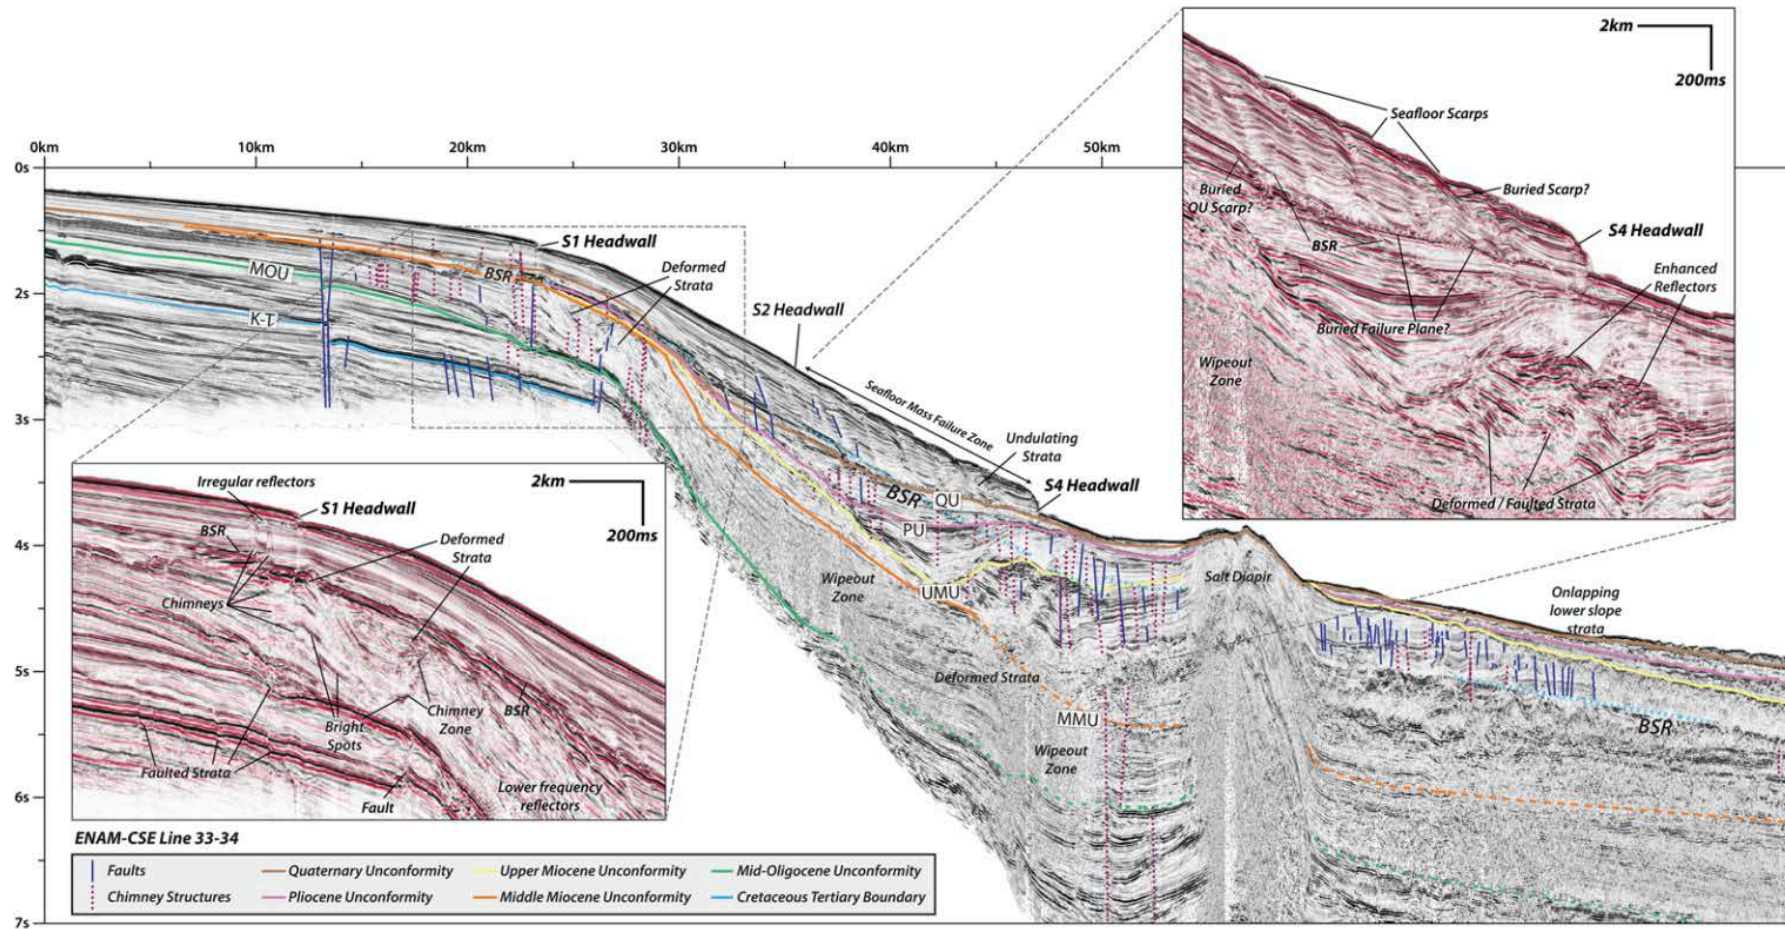 2km
200ms
Seafloor Scarps
Buried Scarp?
Buried
QU Scarp?
BSR
S4 Headwall
Enhanced
Reflectors
Buried Failure Plane?
Wipeout
Zone
Deformed / Faulted Strata
0km
10km
20km
30km
40km
50km
0s
2s
3s
4s
5s
6s
7s
S1 Headwall
MOU
BSR
Deformed
Strata
K-T
S2 Headwall
Seafloor Mass Failure Zone
Undulating
Strata
S4 Headwall
BSR
QU
PU
Wipeout
Zone
UMU
Salt Diapir
Onlapping
lower slope
strata
Deformed Strata
MMU
BSR
Wipeout
Zone
Irregular reflectors
S1 Headwall
2km
200ms
BSR
Deformed
Strata
Chimneys
Bright
Spots
Chimney
Zone
BSR
Faulted Strata
Fault
Lower frequency
reflectors
ENAM-CSE Line 33-34
Faults
Quaternary Unconformity
Upper Miocene Unconformity
Mid-Oligocene Unconformity
Chimney Structures
Pliocene Unconformity
Middle Miocene Unconformity
Cretaceous Tertiary Boundary